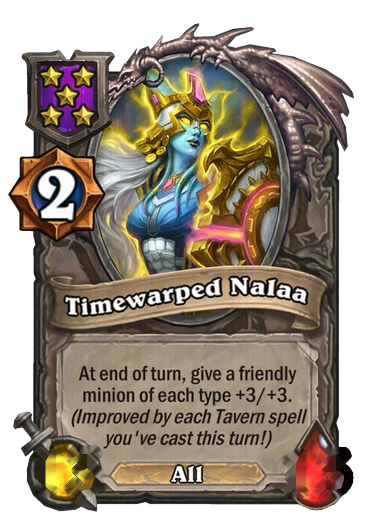 2
Timewarped Nalaa
At end of turn, give a friendly
minion of each type +3/+3.
(Improved by each Tavern spell
you've cast this turn!)
All